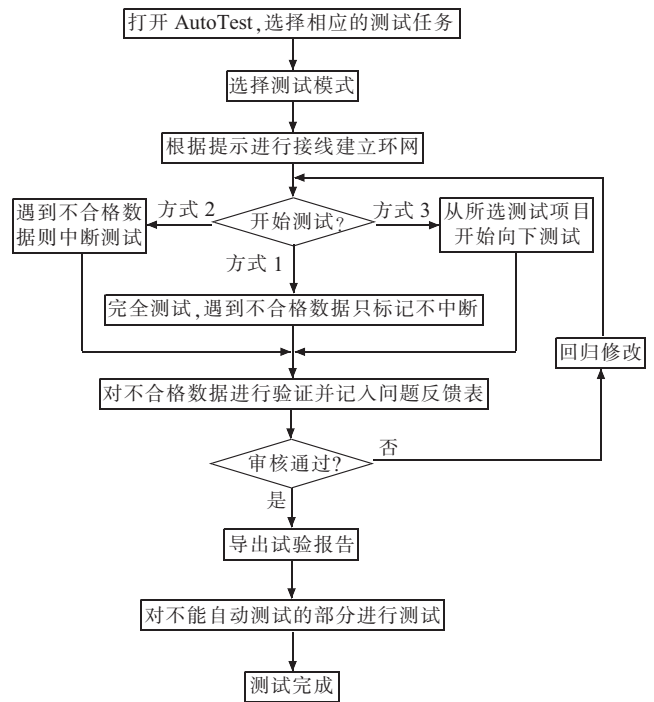 打开 AutoTest,选择相应的测试任务
选择测试模式
根据提示进行接线建立环网
遇到不合格数
据则中断测试
方式 2
开始测试?
方式 3
从所选测试项目
开始向下测试
方式 1
完全测试,遇到不合格数据只标记不中断
回归修改
对不合格数据进行验证并记入问题反馈表
审核通过?
否
是
导出试验报告
对不能自动测试的部分进行测试
测试完成